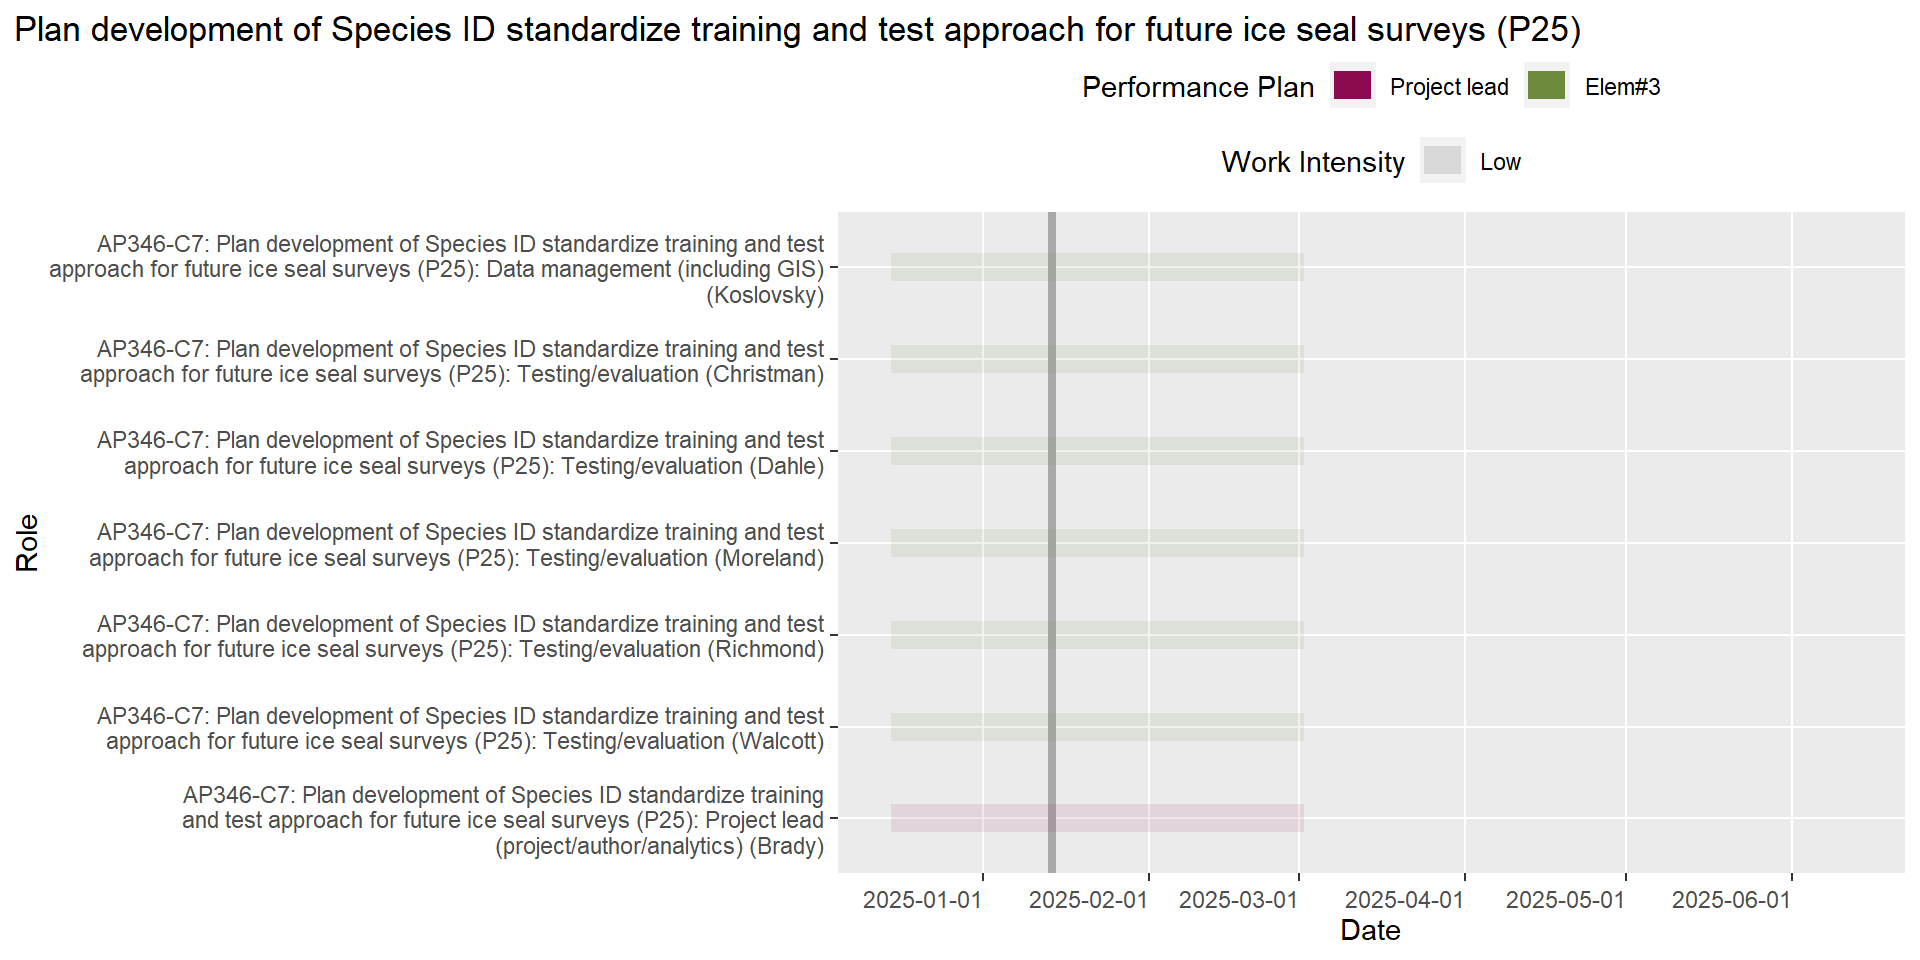 Plan development of Species ID standardize training and test approach for future ice seal surveys (P25)
Performance Plan Project lead Elem#3
Work Intensity Low
AP346-C7: Plan development of Species ID standardize training and test
approach for future ice seal surveys (P25): Data management (including GIS)
(Koslovsky)
AP346-C7: Plan development of Species ID standardize training and test
approach for future ice seal surveys (P25): Testing/evaluation (Christman)
AP346-C7: Plan development of Species ID standardize training and test
approach for future ice seal surveys (P25): Testing/evaluation (Dahle)
AP346-C7: Plan development of Species ID standardize training and test
approach for future ice seal surveys (P25): Testing/evaluation (Moreland)
AP346-C7: Plan development of Species ID standardize training and test
approach for future ice seal surveys (P25): Testing/evaluation (Richmond)
AP346-C7: Plan development of Species ID standardize training and test
approach for future ice seal surveys (P25): Testing/evaluation (Walcott)
AP346-C7: Plan development of Species ID standardize training
and test approach for future ice seal surveys (P25): Project lead
(project/author/analytics) (Brady)
Role
2025-01-01 2025-02-01 2025-03-01 2025-04-01 2025-05-01 2025-06-01
Date